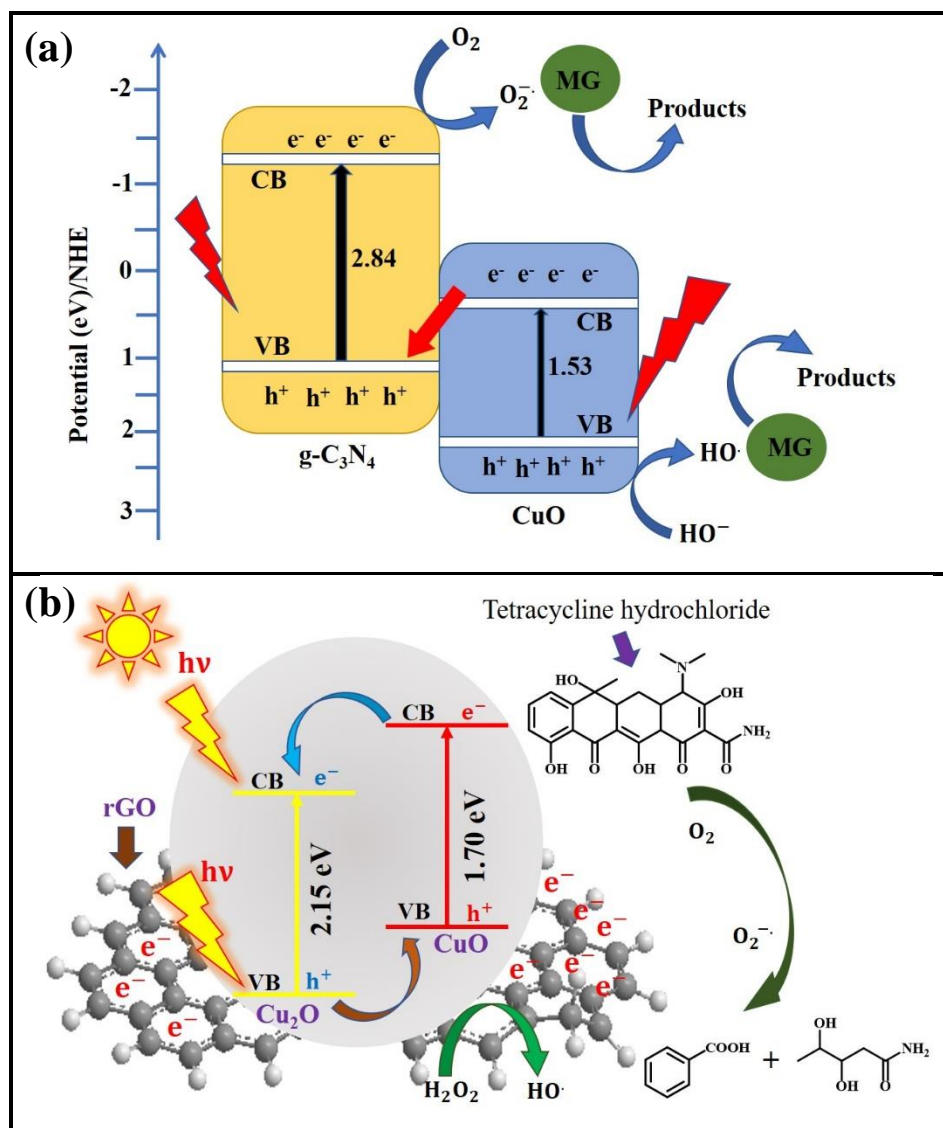 (a)
Potential (eV)/NHE
-2
-1
0
1
2
3
O₂
O₂⁻·
MG
Products
e⁻ e⁻ e⁻ e⁻
CB
2.84
VB
h⁺ h⁺ h⁺ h⁺
g-C₃N₄
e⁻ e⁻ e⁻ e⁻
CB
1.53
VB
h⁺ h⁺ h⁺ h⁺
CuO
Products
HO·
MG
HO⁻
(b)
hν
hν
rGO
CB e⁻
2.15 eV
VB h⁺
Cu₂O
CB e⁻
1.70 eV
VB h⁺
CuO
e⁻
e⁻
e⁻
e⁻
e⁻
e⁻
e⁻
e⁻
e⁻
e⁻
e⁻
H₂O₂
HO·
Tetracycline hydrochloride
HO
N
OH
NH₂
OH
O
OH
O
O
O₂
O₂⁻·
COOH
+
OH
OH
O
NH₂